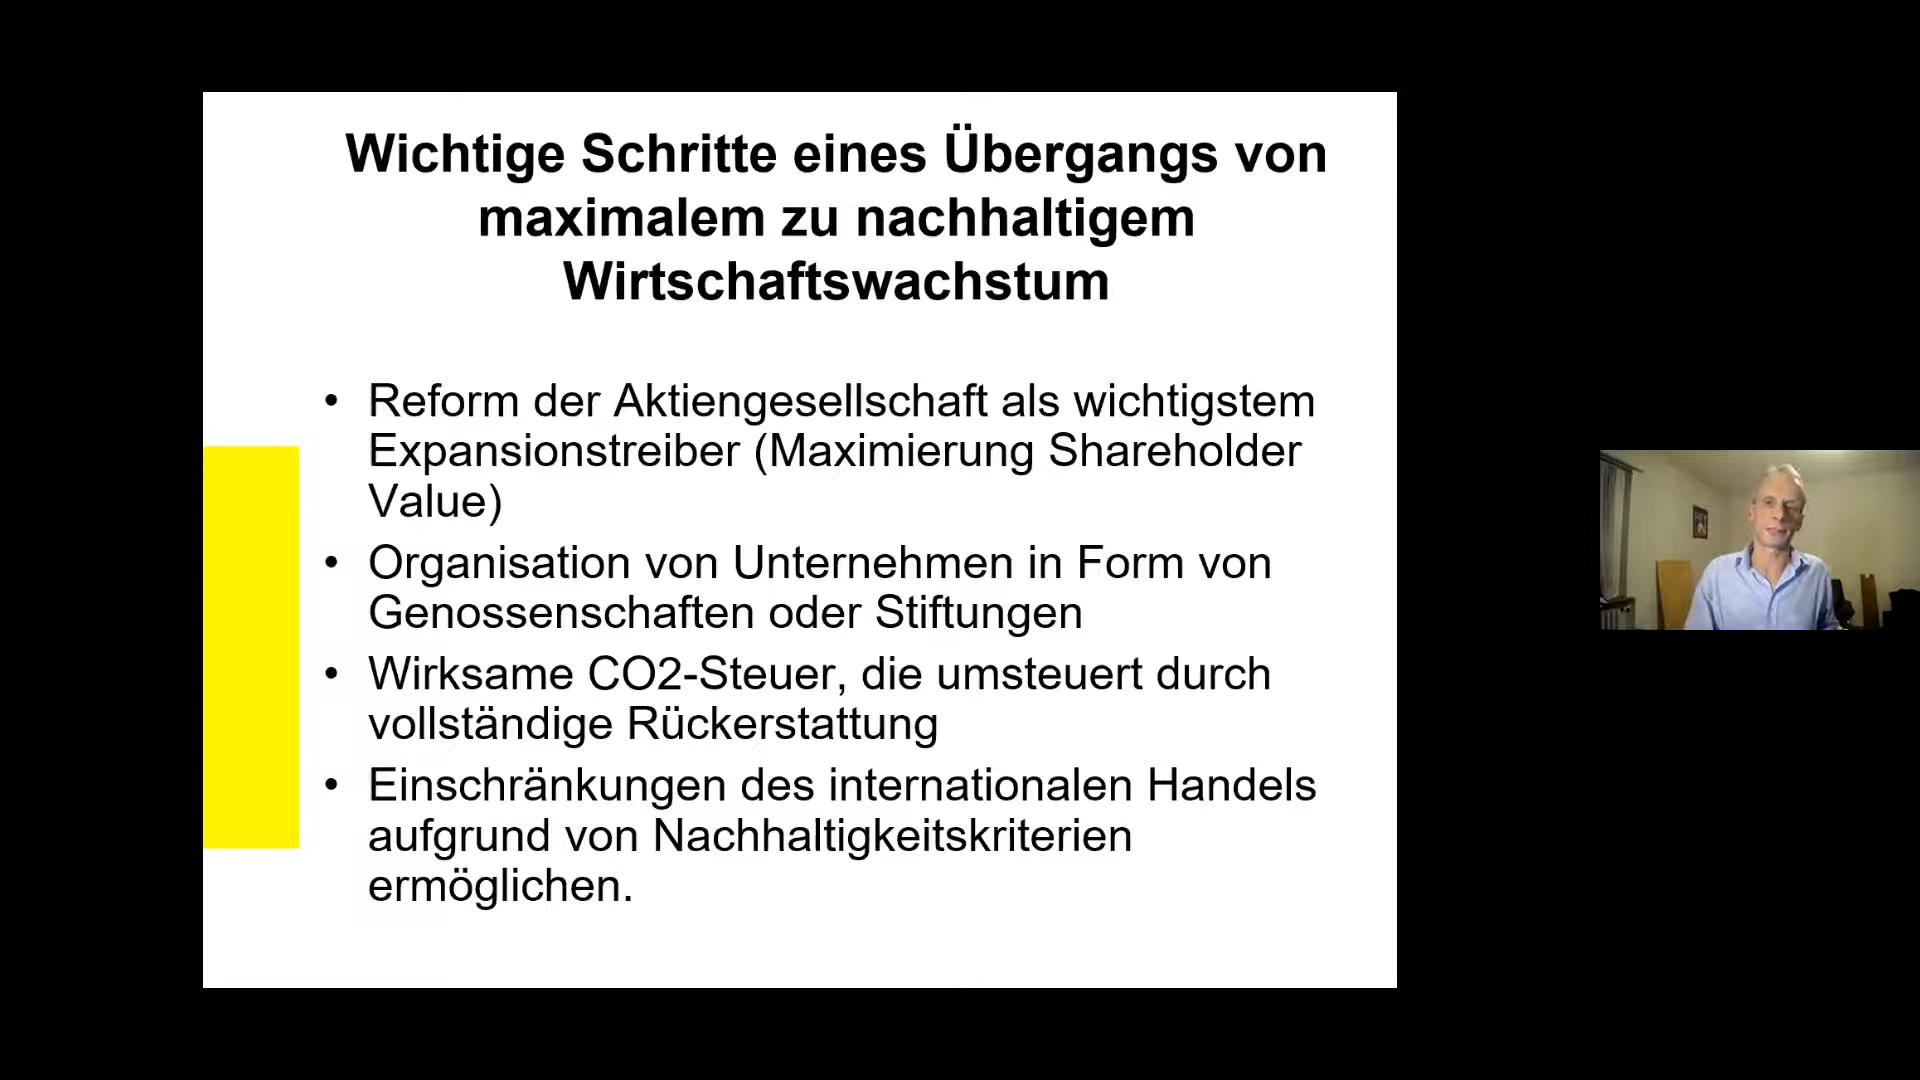 Wichtige Schritte eines Übergangs von
maximalem zu nachhaltigem
Wirtschaftswachstum
• Reform der Aktiengesellschaft als wichtigstem
Expansionstreiber (Maximierung Shareholder
Value)
• Organisation von Unternehmen in Form von
Genossenschaften oder Stiftungen
• Wirksame CO2-Steuer, die umsteuert durch
vollständige Rückerstattung
• Einschränkungen des internationalen Handels
aufgrund von Nachhaltigkeitskriterien
ermöglichen.